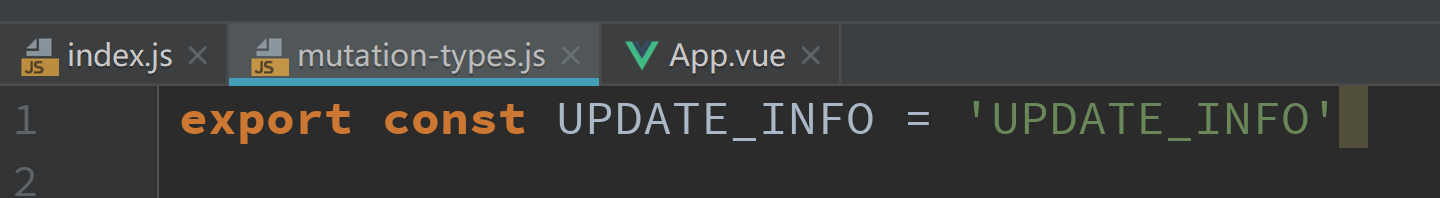 index.js mutation-types.js App.vue
1 export const UPDATE_INFO = 'UPDATE_INFO'
2